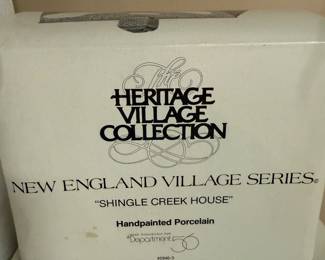 The
HERITAGE
VILLAGE
COLLECTION
NEW ENGLAND VILLAGE SERIES®
"SHINGLE CREEK HOUSE"
Handpainted Porcelain
Department 56